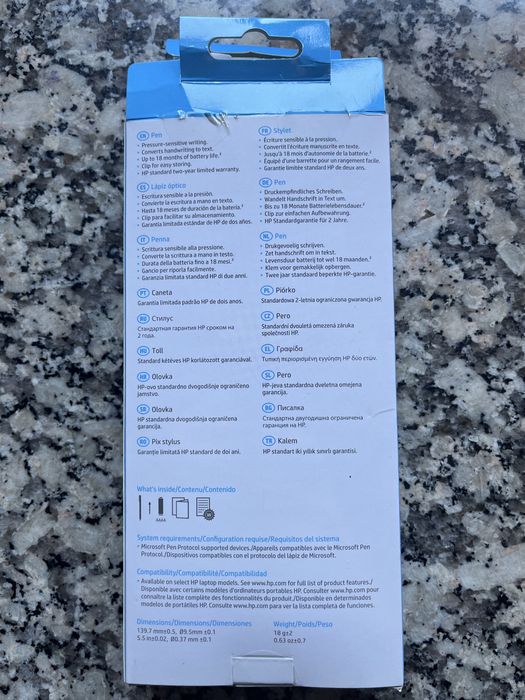 EN Pen
• Pressure-sensitive writing.
• Converts handwriting to text.
• Up to 18 months of battery life.²
• Clip for easy storing.
• HP standard two-year limited warranty.
ES Lápiz óptico
• Escritura sensible a la presión.
• Convierte la escritura a mano en texto.
• Hasta 18 meses de duración de la batería.²
• Clip para facilitar su almacenamiento.
• Garantía limitada estándar de HP de dos años.
IT Penna
• Scrittura sensibile alla pressione.
• Converte la scrittura a mano in testo.
• Durata della batteria fino a 18 mesi.²
• Gancio per riporla facilmente.
• Garanzia limitata standard HP di due anni.
PT Caneta
Garantia limitada padrão HP de dois anos.
RU Стилус
Стандартная гарантия HP сроком на
2 года.
HU Toll
Standard kétéves HP korlátozott garanciával.
HR Olovka
HP-ovo standardno dvogodišnje ograničeno
jamstvo.
SR Olovka
HP standardna dvogodišnja ograničena
garancija.
RO Pix stylus
Garanție limitată HP standard de doi ani.
FR Stylet
• Écriture sensible à la pression.
• Convertit l'écriture manuscrite en texte.
• Jusqu'à 18 mois d'autonomie de la batterie.²
• Équipé d'une barrette pour un rangement facile.
• Garantie limitée standard HP de deux ans.
DE Pen
• Druckempfindliches Schreiben.
• Wandelt Handschrift in Text um.
• Bis zu 18 Monate Batterielebensdauer.²
• Clip zur einfachen Aufbewahrung.
• HP Standardgarantie für 2 Jahre.
NL Pen
• Drukgevoelig schrijven.
• Zet handschrift om in tekst.
• Levensduur batterij tot wel 18 maanden.²
• Klem voor gemakkelijk opbergen.
• Twee jaar standaard beperkte HP-garantie.
PL Piórko
Standardowa 2-letnia ograniczona gwarancja HP.
CZ Pero
Standardní dvouletá omezená záruka
společnosti HP.
EL Γραφίδα
Τυπική περιορισμένη εγγύηση HP δύο ετών.
SL Pero
HP-jeva standardna dveletna omejena
garancija.
BG Писалка
Стандартна двугодишна ограничена
гаранция на HP.
TR Kalem
HP standart iki yıllık sınırlı garantisi.
What's inside/Contenu/Contenido
AAAA
System requirements/Configuration requise/Requisitos del sistema
• Microsoft Pen Protocol supported devices./Appareils compatibles avec le Microsoft Pen
Protocol./Dispositivos compatibles con el protocolo del lápiz de Microsoft.
Compatibility/Compatibilité/Compatibilidad
• Available on select HP laptop models. See www.hp.com for full list of product features./
Disponible avec certains modèles d'ordinateurs portables HP. Consulter www.hp.com pour
connaître la liste complète des fonctionnalités du produit./Disponible en determinados
modelos de portátiles HP. Consulte www.hp.com para ver la lista completa de funciones.
Dimensions/Dimensions/Dimensiones
139.7 mm±0.5, Ø9.5mm ±0.1
5.5 in±0.02, Ø0.37 mm ±0.1
Weight/Poids/Peso
18 g±2
0.63 oz±0.7